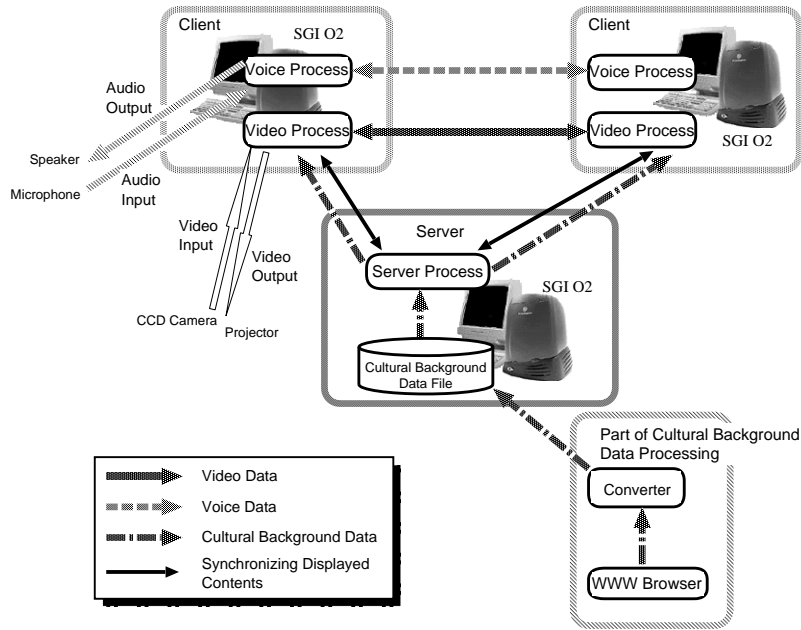 Client
SGI O2
Voice Process
Video Process
Audio
Output
Speaker
Microphone
Audio
Input
Video
Input
Video
Output
CCD Camera
Projector
Client
Voice Process
Video Process
SGI O2
Server
Server Process
SGI O2
Cultural Background
Data File
Part of Cultural Background
Data Processing
Converter
WWW Browser
Video Data
Voice Data
Cultural Background Data
Synchronizing Displayed
Contents